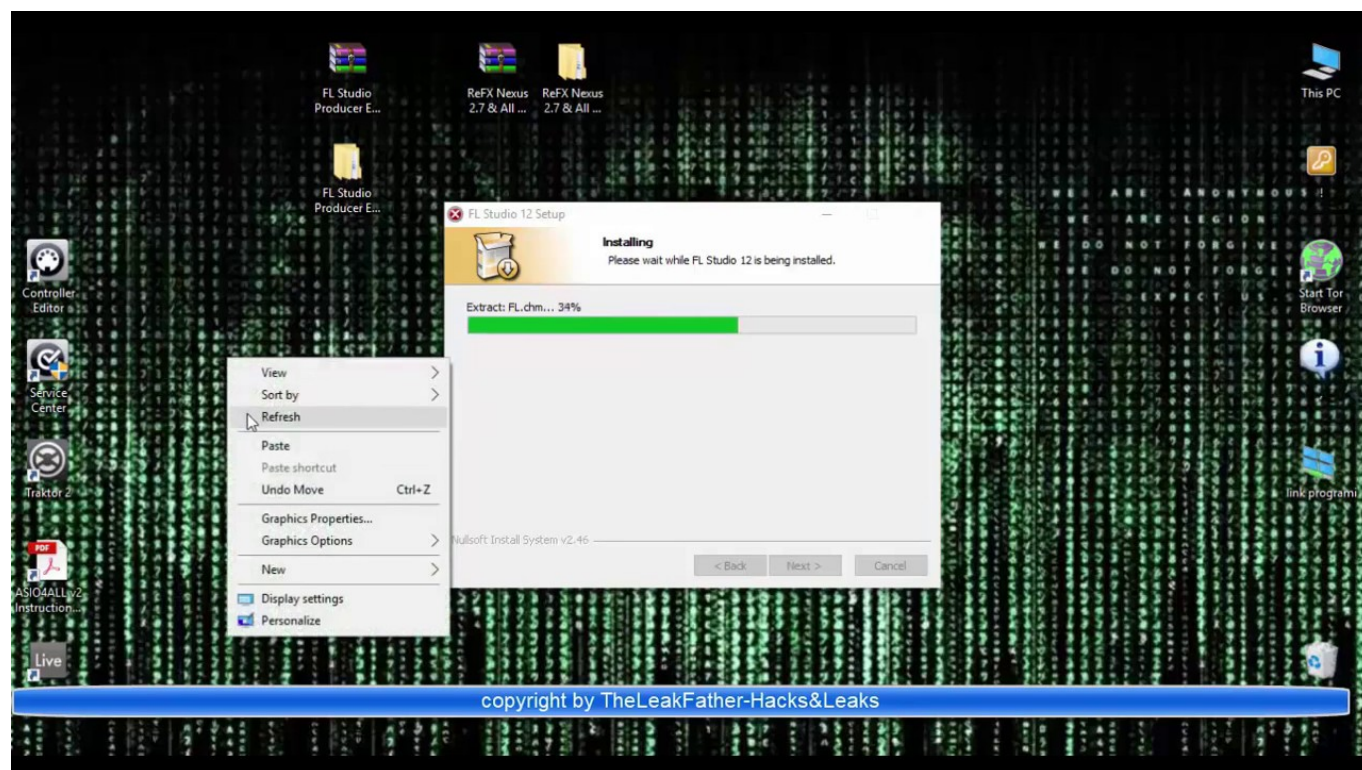 FL Studio
Producer E...
ReFX Nexus
2.7 & All ...
ReFX Nexus
2.7 & All ...
This PC
FL Studio
Producer E...
!
ARE ANONYMOUS
WE ARE LEGION
WE DO NOT FORGIVE
WE DO NOT FORGET
EXPECT US
FL Studio 12 Setup
Installing
Please wait while FL Studio 12 is being installed.
Extract: FL.chm... 34%
Nullsoft Install System v2.46
< Back
Next >
Cancel
Controller
Editor
Service
Center
Traktor 2
PDF
ASIO4ALL v2
Instruction...
Live
View
Sort by
Refresh
Paste
Paste shortcut
Undo Move Ctrl+Z
Graphics Properties...
Graphics Options
New
Display settings
Personalize
Start Tor
Browser
link programi
copyright by TheLeakFather-Hacks&Leaks